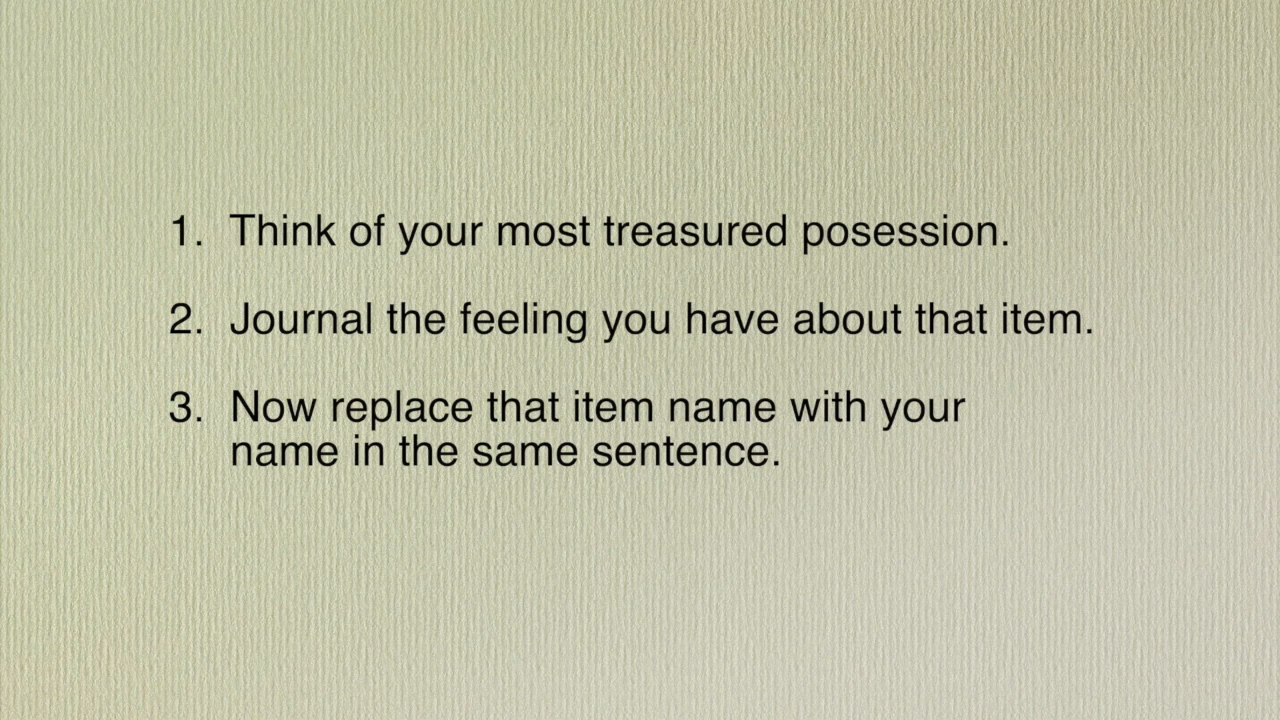 1. Think of your most treasured posession.
2. Journal the feeling you have about that item.
3. Now replace that item name with your
name in the same sentence.